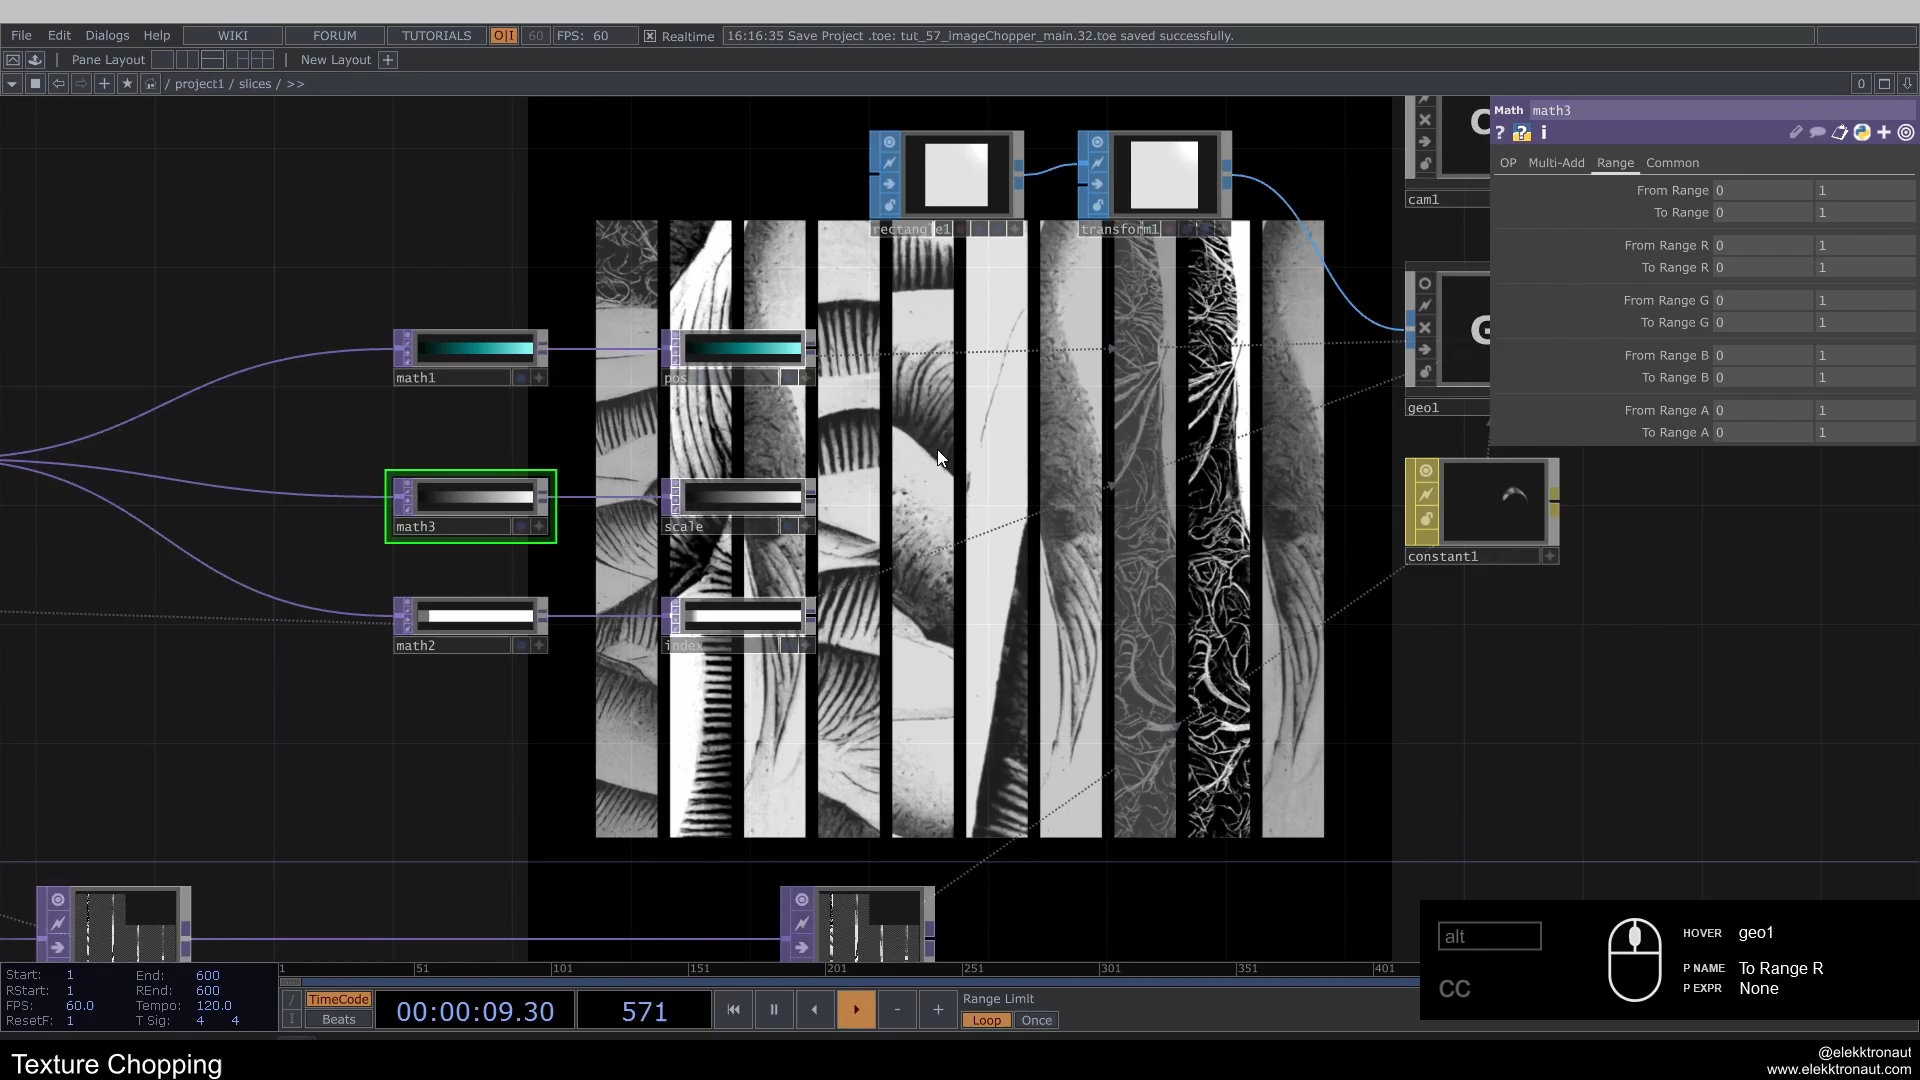 File Edit Dialogs Help WIKI FORUM TUTORIALS O|I 60 FPS: 60 Realtime 16:16:35 Save Project .toe: tut_57_imageChopper_main.32.toe saved successfully.
Pane Layout New Layout +
/ project1 / slices / >> 0
Math math3
? ? i
OP Multi-Add Range Common
From Range 0 1
To Range 0 1
From Range R 0 1
To Range R 0 1
From Range G 0 1
To Range G 0 1
From Range B 0 1
To Range B 0 1
From Range A 0 1
To Range A 0 1
cam1
rectangle1
transform1
math1
pos
geo1
math3
scale
constant1
math2
index
alt
CC
HOVER geo1
P NAME To Range R
P EXPR None
1 51 101 151 201 251 301 351 401
Start: 1 End: 600
RStart: 1 REnd: 600
FPS: 60.0 Tempo: 120.0
ResetF: 1 T Sig: 4 4
TimeCode
Beats
00:00:09.30
571
Range Limit
Loop Once
Texture Chopping
@elekktronaut
www.elekktronaut.com